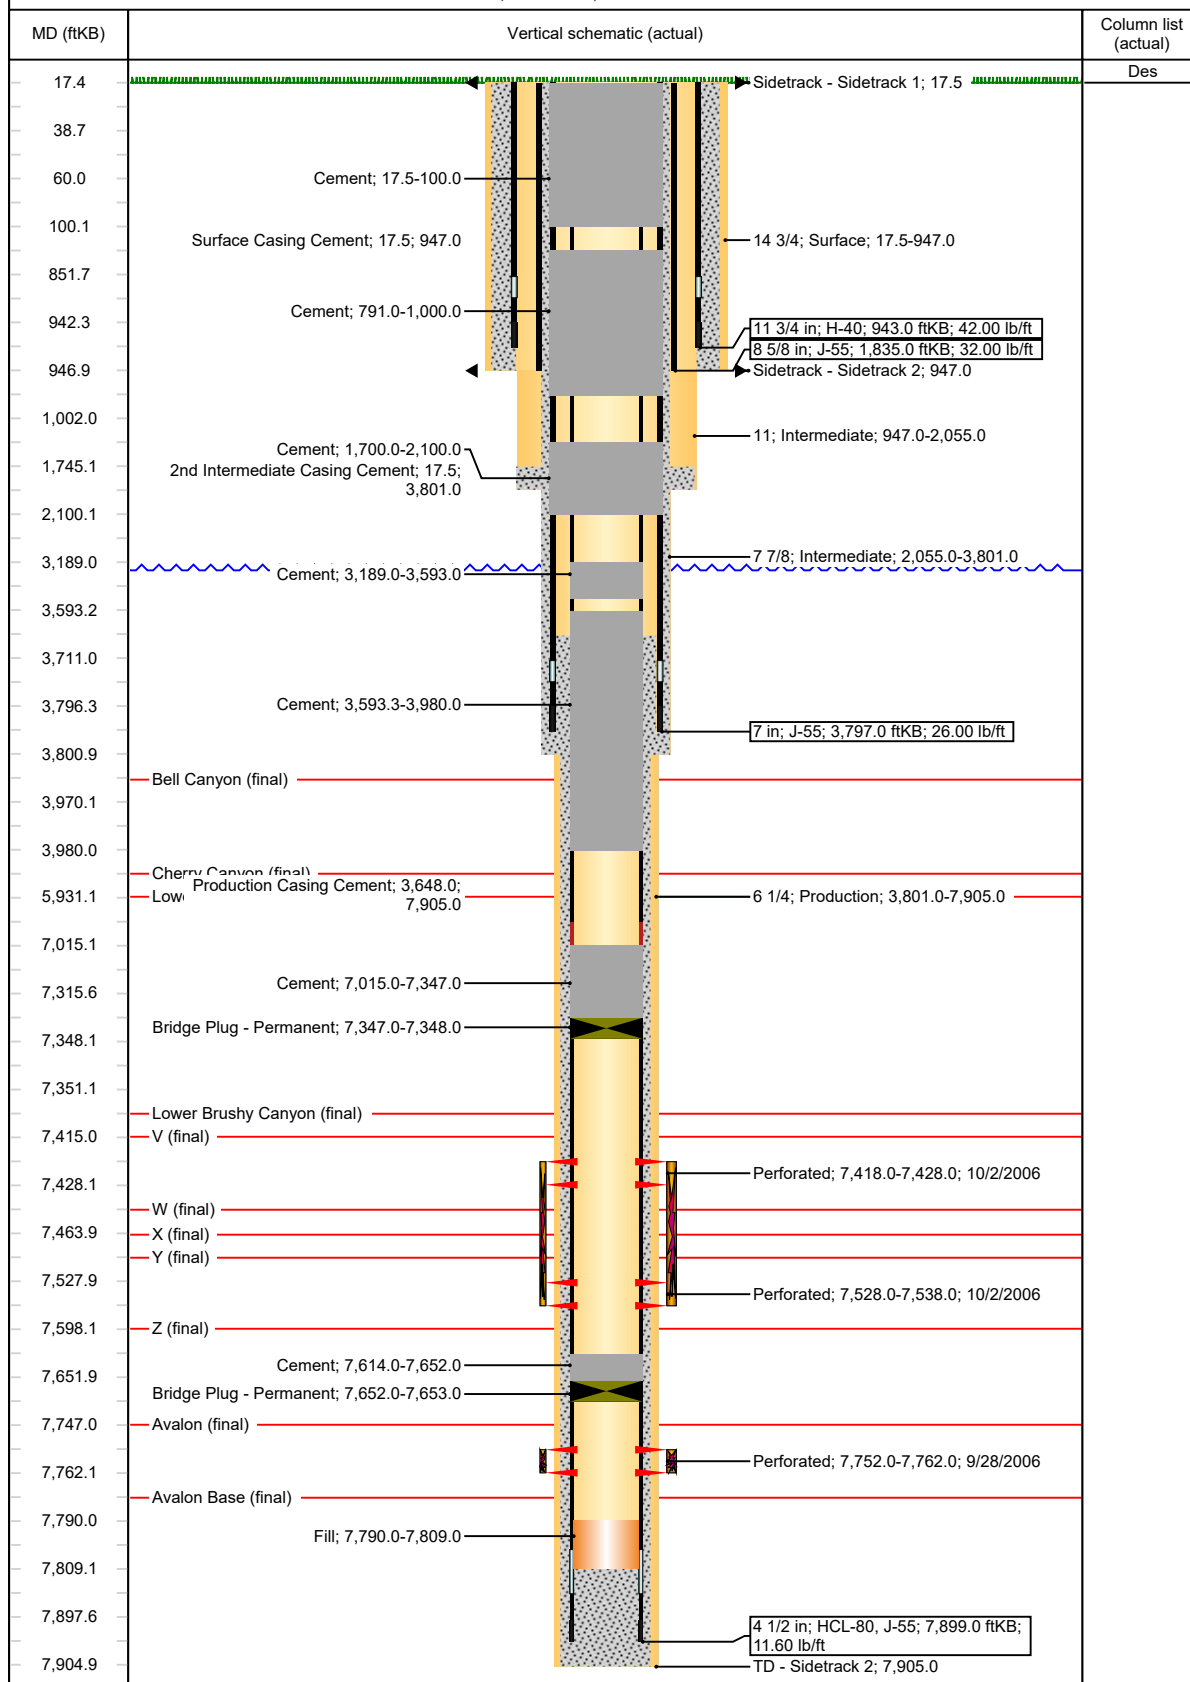 MD (ftKB)
Vertical schematic (actual)
Column list
(actual)
Des
17.4
Sidetrack - Sidetrack 1; 17.5
38.7
60.0
Cement; 17.5-100.0
100.1
Surface Casing Cement; 17.5; 947.0
14 3/4; Surface; 17.5-947.0
851.7
Cement; 791.0-1,000.0
942.3
11 3/4 in; H-40; 943.0 ftKB; 42.00 lb/ft
8 5/8 in; J-55; 1,835.0 ftKB; 32.00 lb/ft
946.9
Sidetrack - Sidetrack 2; 947.0
1,002.0
11; Intermediate; 947.0-2,055.0
Cement; 1,700.0-2,100.0
1,745.1
2nd Intermediate Casing Cement; 17.5;
3,801.0
2,100.1
3,189.0
7 7/8; Intermediate; 2,055.0-3,801.0
Cement; 3,189.0-3,593.0
3,593.2
3,711.0
3,796.3
Cement; 3,593.3-3,980.0
7 in; J-55; 3,797.0 ftKB; 26.00 lb/ft
3,800.9
Bell Canyon (final)
3,970.1
3,980.0
Cherry Canyon (final)
Production Casing Cement; 3,648.0;
7,905.0
5,931.1
6 1/4; Production; 3,801.0-7,905.0
7,015.1
Cement; 7,015.0-7,347.0
7,315.6
Bridge Plug - Permanent; 7,347.0-7,348.0
7,348.1
7,351.1
Lower Brushy Canyon (final)
7,415.0
V (final)
Perforated; 7,418.0-7,428.0; 10/2/2006
7,428.1
W (final)
7,463.9
X (final)
Y (final)
7,527.9
Perforated; 7,528.0-7,538.0; 10/2/2006
7,598.1
Z (final)
Cement; 7,614.0-7,652.0
7,651.9
Bridge Plug - Permanent; 7,652.0-7,653.0
7,747.0
Avalon (final)
Perforated; 7,752.0-7,762.0; 9/28/2006
7,762.1
Avalon Base (final)
7,790.0
Fill; 7,790.0-7,809.0
7,809.1
7,897.6
4 1/2 in; HCL-80, J-55; 7,899.0 ftKB;
11.60 lb/ft
7,904.9
TD - Sidetrack 2; 7,905.0